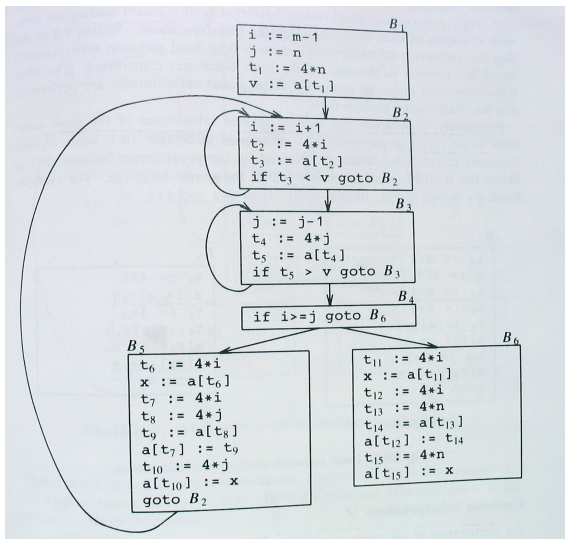 B₁
i := m-1
j := n
t₁ := 4*n
v := a[t₁]
B₂
i := i+1
t₂ := 4*i
t₃ := a[t₂]
if t₃ < v goto B₂
B₃
j := j-1
t₄ := 4*j
t₅ := a[t₄]
if t₅ > v goto B₃
B₄
if i>=j goto B₆
B₅
t₆ := 4*i
x := a[t₆]
t₇ := 4*i
t₈ := 4*j
t₉ := a[t₈]
a[t₇] := t₉
t₁₀ := 4*j
a[t₁₀] := x
goto B₂
B₆
t₁₁ := 4*i
x := a[t₁₁]
t₁₂ := 4*i
t₁₃ := 4*n
t₁₄ := a[t₁₃]
a[t₁₂] := t₁₄
t₁₅ := 4*n
a[t₁₅] := x